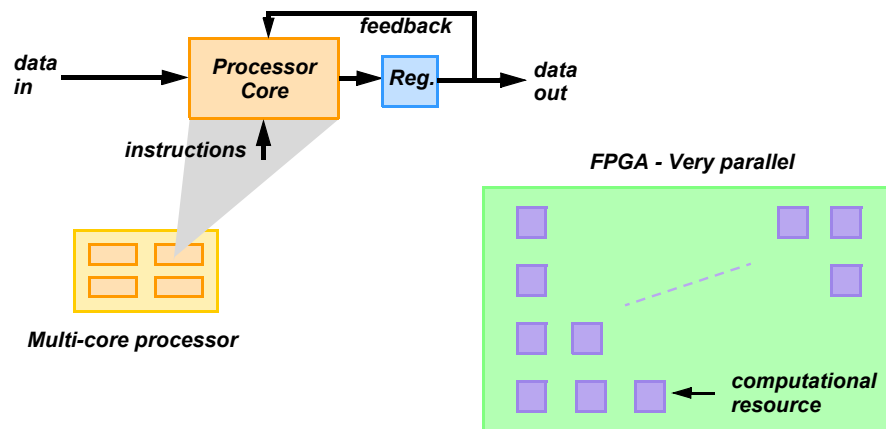 feedback
data
in
Processor
Core
Reg.
data
out
instructions
FPGA - Very parallel
Multi-core processor
computational
resource